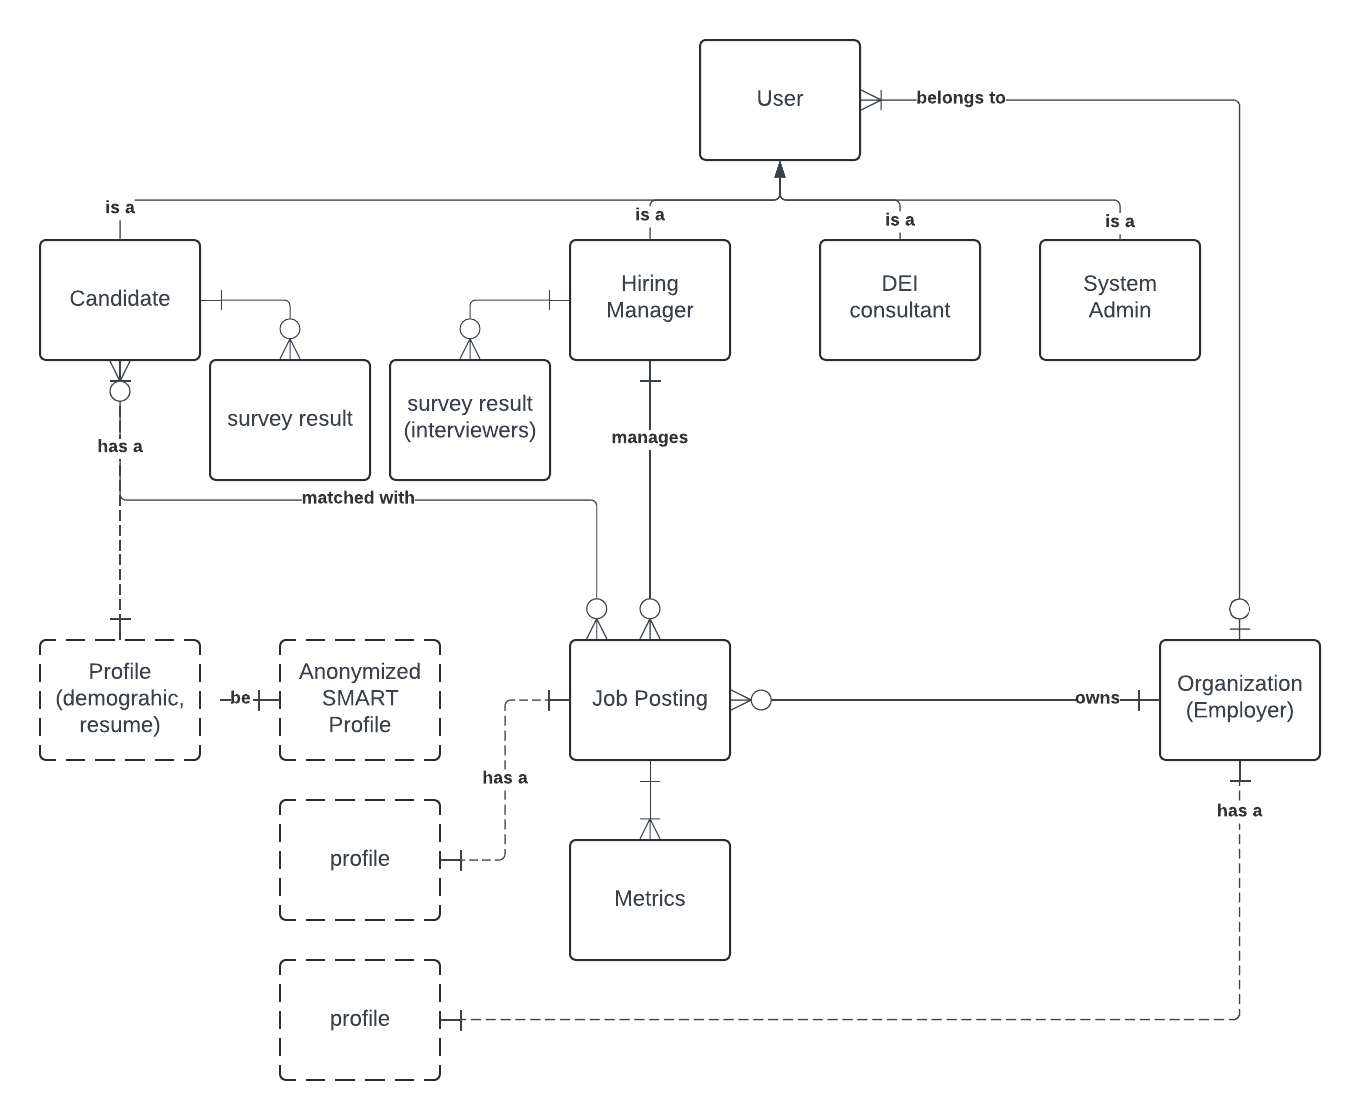 User
belongs to
is a
is a
is a
is a
Candidate
Hiring
Manager
DEI
consultant
System
Admin
survey result
survey result
(interviewers)
has a
manages
matched with
Profile
(demograhic,
resume)
be
Anonymized
SMART
Profile
Job Posting
owns
Organization
(Employer)
has a
has a
profile
Metrics
profile